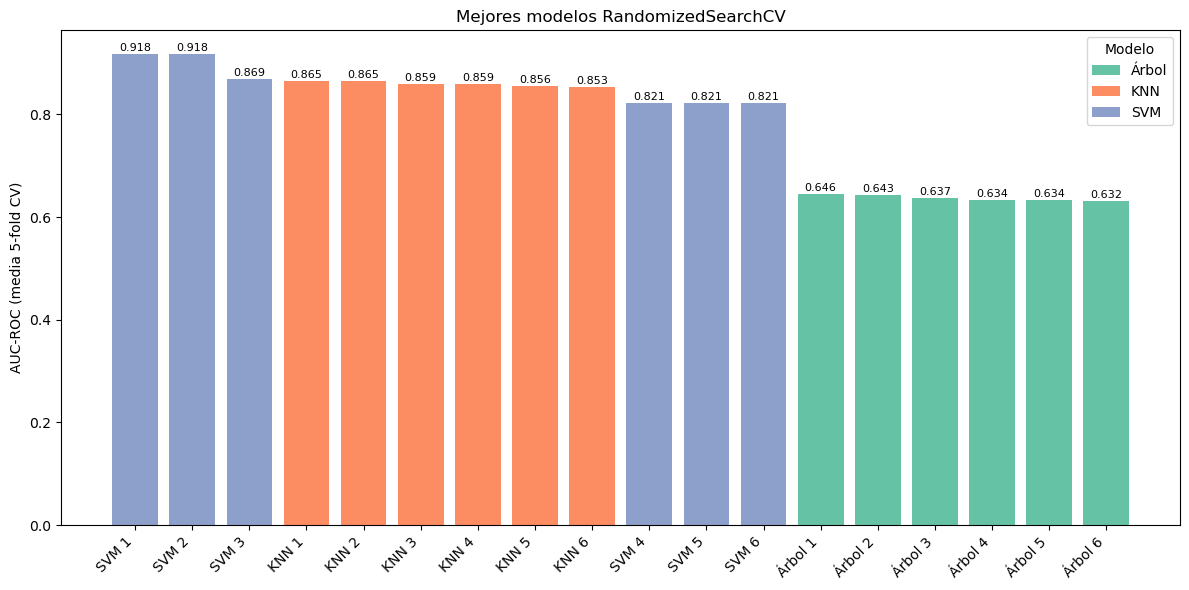 Mejores modelos RandomizedSearchCV
AUC-ROC (media 5-fold CV)
0.8
0.6
0.4
0.2
0.0
0.918
0.918
0.869
0.865
0.865
0.859
0.859
0.856
0.853
0.821
0.821
0.821
0.646
0.643
0.637
0.634
0.634
0.632
Modelo
Árbol
KNN
SVM
SVM 1
SVM 2
SVM 3
KNN 1
KNN 2
KNN 3
KNN 4
KNN 5
KNN 6
SVM 4
SVM 5
SVM 6
Árbol 1
Árbol 2
Árbol 3
Árbol 4
Árbol 5
Árbol 6